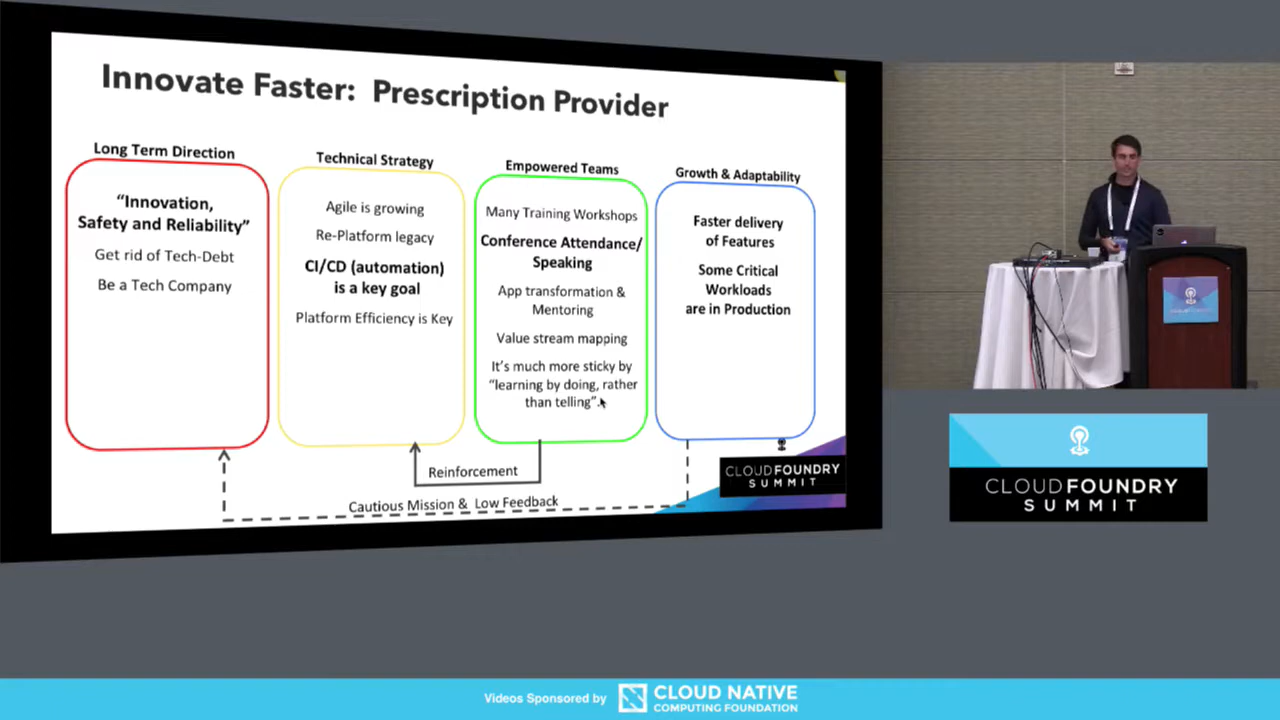 Innovate Faster: Prescription Provider
Long Term Direction
“Innovation,
Safety and Reliability”
Get rid of Tech-Debt
Be a Tech Company
Technical Strategy
Agile is growing
Re-Platform legacy
CI/CD (automation)
is a key goal
Platform Efficiency is Key
Empowered Teams
Many Training Workshops
Conference Attendance/
Speaking
App transformation &
Mentoring
Value stream mapping
It’s much more sticky by
“learning by doing, rather
than telling”.
Growth & Adaptability
Faster delivery
of Features
Some Critical
Workloads
are in Production
Reinforcement
Cautious Mission & Low Feedback
CLOUDFOUNDRY
SUMMIT
CLOUDFOUNDRY
SUMMIT
Videos Sponsored by
CLOUD NATIVE
COMPUTING FOUNDATION